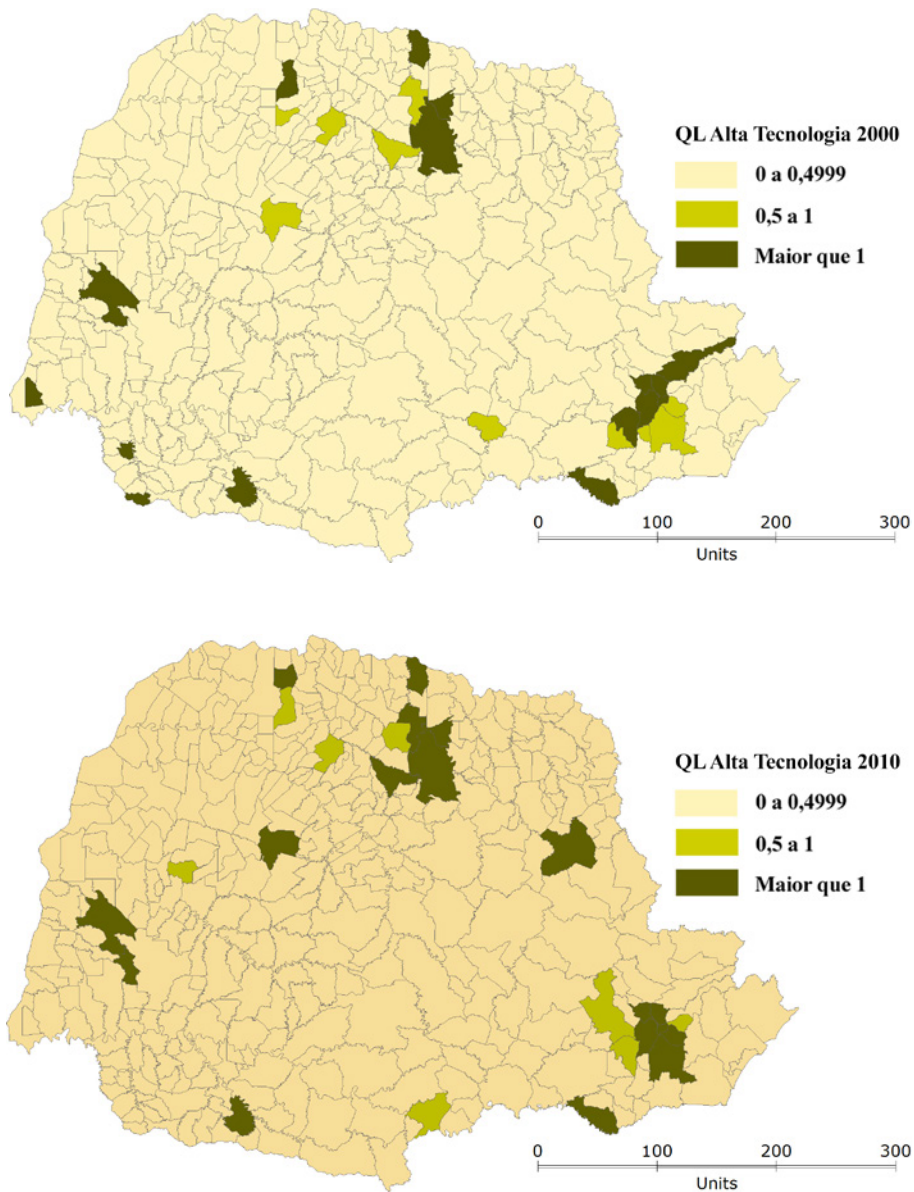 QL Alta Tecnologia 2000
0 a 0,4999
0,5 a 1
Maior que 1
0 100 200 300
Units
QL Alta Tecnologia 2010
0 a 0,4999
0,5 a 1
Maior que 1
0 100 200 300
Units